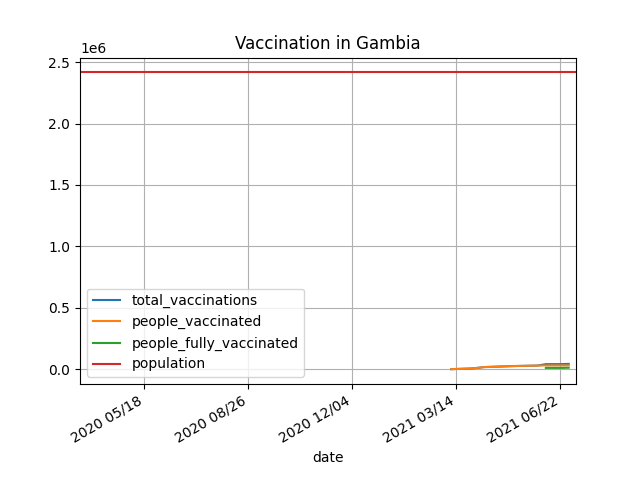 Vaccination in Gambia
1e6
2.5
2.0
1.5
1.0
0.5
0.0
total_vaccinations
people_vaccinated
people_fully_vaccinated
population
2020 05/18
2020 08/26
2020 12/04
2021 03/14
2021 06/22
date